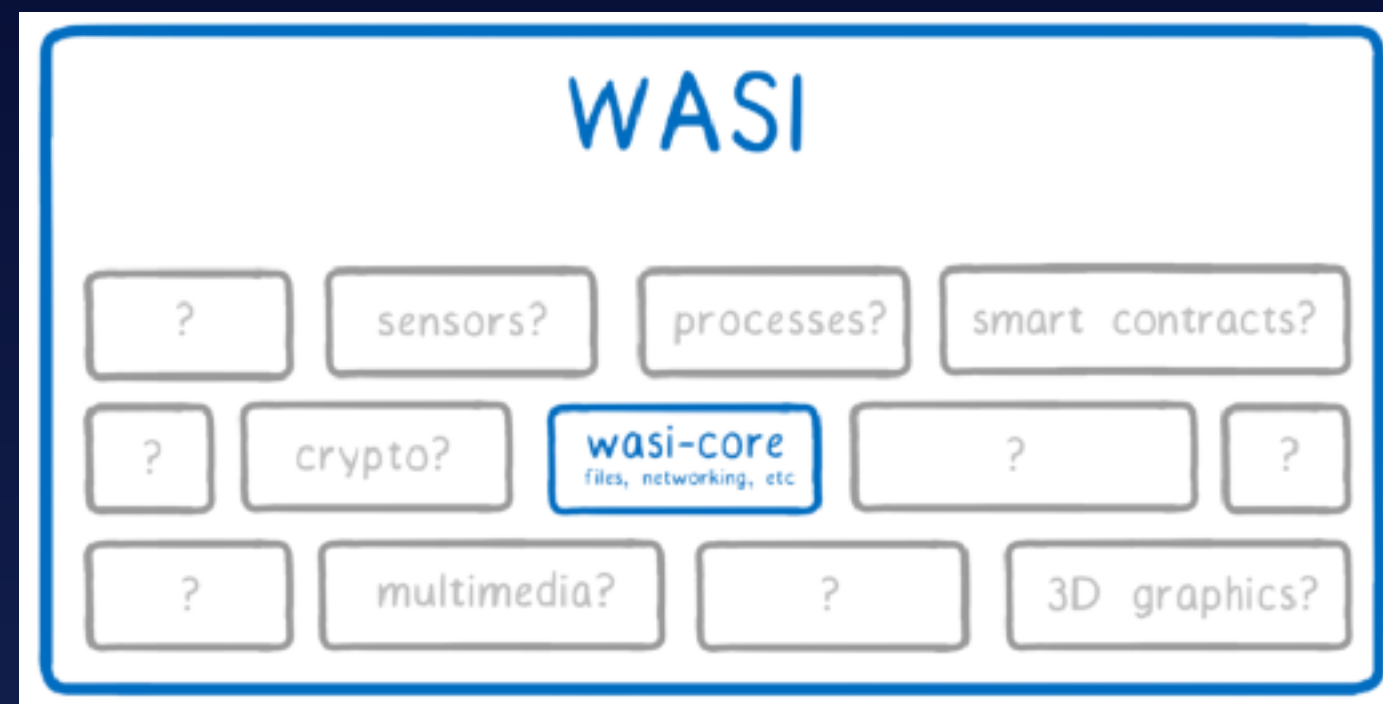 WASI
? sensors? processes? smart contracts?
? crypto? wasi-core ? ?
files, networking, etc
? multimedia? ? 3D graphics?